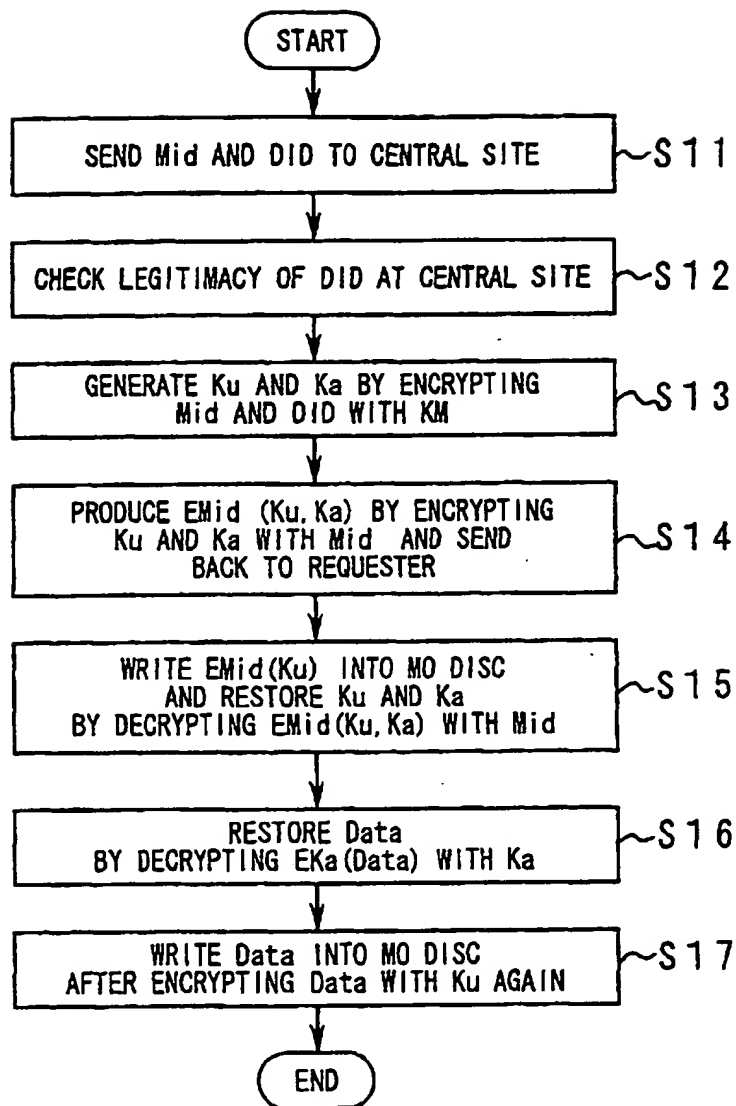 START
SEND Mid AND DID TO CENTRAL SITE
S11
CHECK LEGITIMACY OF DID AT CENTRAL SITE
S12
GENERATE Ku AND Ka BY ENCRYPTING
Mid AND DID WITH KM
S13
PRODUCE EMid (Ku,Ka) BY ENCRYPTING
Ku AND Ka WITH Mid AND SEND
BACK TO REQUESTER
S14
WRITE EMid(Ku) INTO MO DISC
AND RESTORE Ku AND Ka
BY DECRYPTING EMid(Ku,Ka) WITH Mid
S15
RESTORE Data
BY DECRYPTING EKa(Data) WITH Ka
S16
WRITE Data INTO MO DISC
AFTER ENCRYPTING Data WITH Ku AGAIN
S17
END